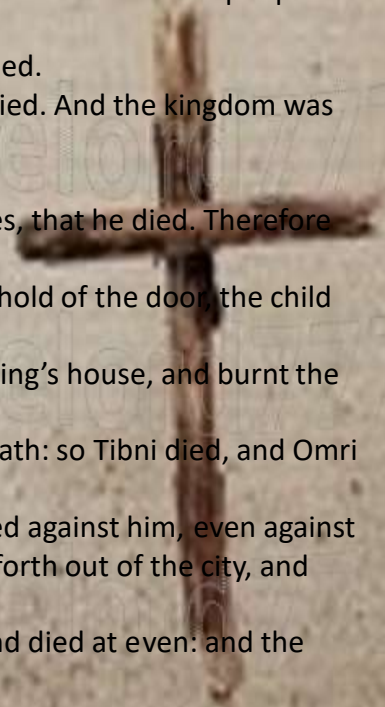 ed.
ied. And the kingdom was
es, that he died. Therefore
hold of the door, the child
ing’s house, and burnt the
ath: so Tibni died, and Omri
ed against him, even against
forth out of the city, and
nd died at even: and the